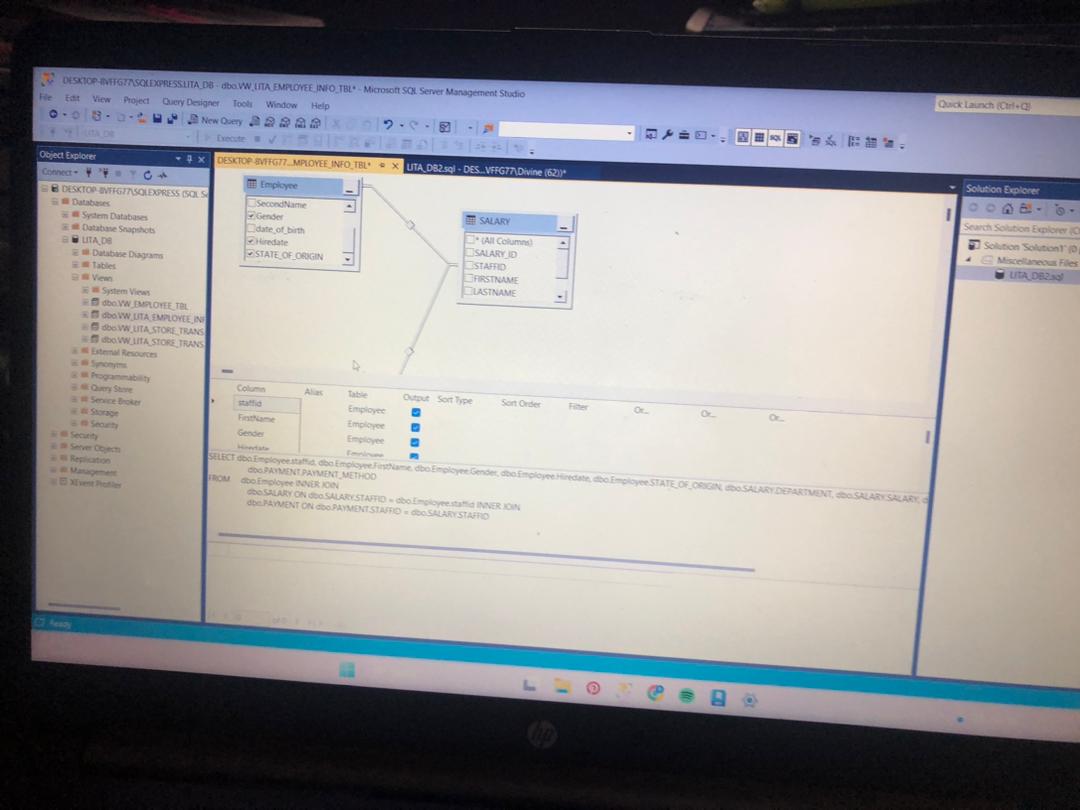 DESKTOP-8VFFG77\SQLEXPRESS.LITA_DB - dbo.VW_LITA_EMPLOYEE_INFO_TBL* - Microsoft SQL Server Management Studio
Quick Launch (Ctrl+Q)
File Edit View Project Query Designer Tools Window Help
New Query
LITA_DB
Execute
Object Explorer
Connect
DESKTOP-8VFFG77\SQLEXPRESS (SQL Se
Databases
System Databases
Database Snapshots
LITA_DB
Database Diagrams
Tables
Views
System Views
dbo.VW_EMPLOYEE_TBL
dbo.VW_LITA_EMPLOYEE_INF
dbo.VW_LITA_STORE_TRANS
dbo.VW_LITA_STORE_TRANS
External Resources
Synonyms
Programmability
Query Store
Service Broker
Storage
Security
Security
Server Objects
Replication
Management
XEvent Profiler
DESKTOP-8VFFG77...MPLOYEE_INFO_TBL*
LITA_DB2.sql - DES...VFFG77\Divine (62))*
Employee
SecondName
Gender
date_of_birth
Hiredate
STATE_OF_ORIGIN
SALARY
* (All Columns)
SALARY_ID
STAFFID
FIRSTNAME
LASTNAME
Column Alias Table Output Sort Type Sort Order Filter Or... Or... Or...
staffid Employee
FirstName Employee
Gender Employee
Hiredate Employee
SELECT dbo.Employee.staffid, dbo.Employee.FirstName, dbo.Employee.Gender, dbo.Employee.Hiredate, dbo.Employee.STATE_OF_ORIGIN, dbo.SALARY.DEPARTMENT, dbo.SALARY.SALARY, d
dbo.PAYMENT.PAYMENT_METHOD
FROM dbo.Employee INNER JOIN
dbo.SALARY ON dbo.SALARY.STAFFID = dbo.Employee.staffid INNER JOIN
dbo.PAYMENT ON dbo.PAYMENT.STAFFID = dbo.SALARY.STAFFID
Solution Explorer
Search Solution Explorer (C
Solution 'Solution1' (0
Miscellaneous Files
LITA_DB2.sql
Ready
hp